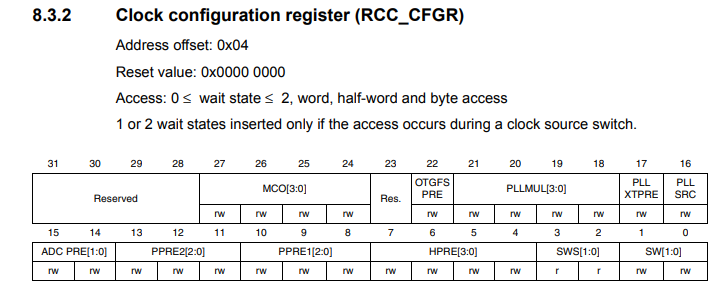 8.3.2 Clock configuration register (RCC_CFGR)
Address offset: 0x04
Reset value: 0x0000 0000
Access: 0 ≤ wait state ≤ 2, word, half-word and byte access
1 or 2 wait states inserted only if the access occurs during a clock source switch.
31 30 29 28 27 26 25 24 23 22 21 20 19 18 17 16
Reserved MCO[3:0] Res. OTGFS PRE PLLMUL[3:0] PLL XTPRE PLL SRC
rw rw rw rw rw rw rw rw rw rw rw
15 14 13 12 11 10 9 8 7 6 5 4 3 2 1 0
ADC PRE[1:0] PPRE2[2:0] PPRE1[2:0] HPRE[3:0] SWS[1:0] SW[1:0]
rw rw rw rw rw rw rw rw rw rw rw rw r r rw rw